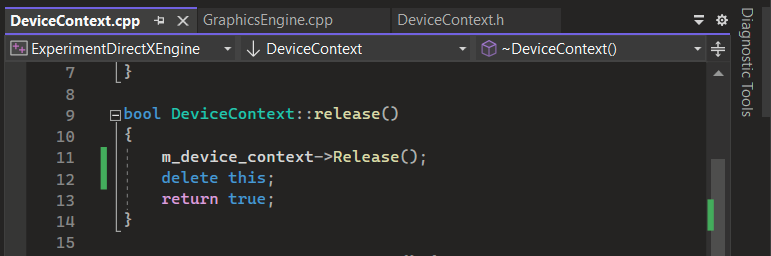 DeviceContext.cpp GraphicsEngine.cpp DeviceContext.h
ExperimentDirectXEngine DeviceContext ~DeviceContext()
7 }
8
9 bool DeviceContext::release()
10 {
11 m_device_context->Release();
12 delete this;
13 return true;
14 }
15
Diagnostic Tools